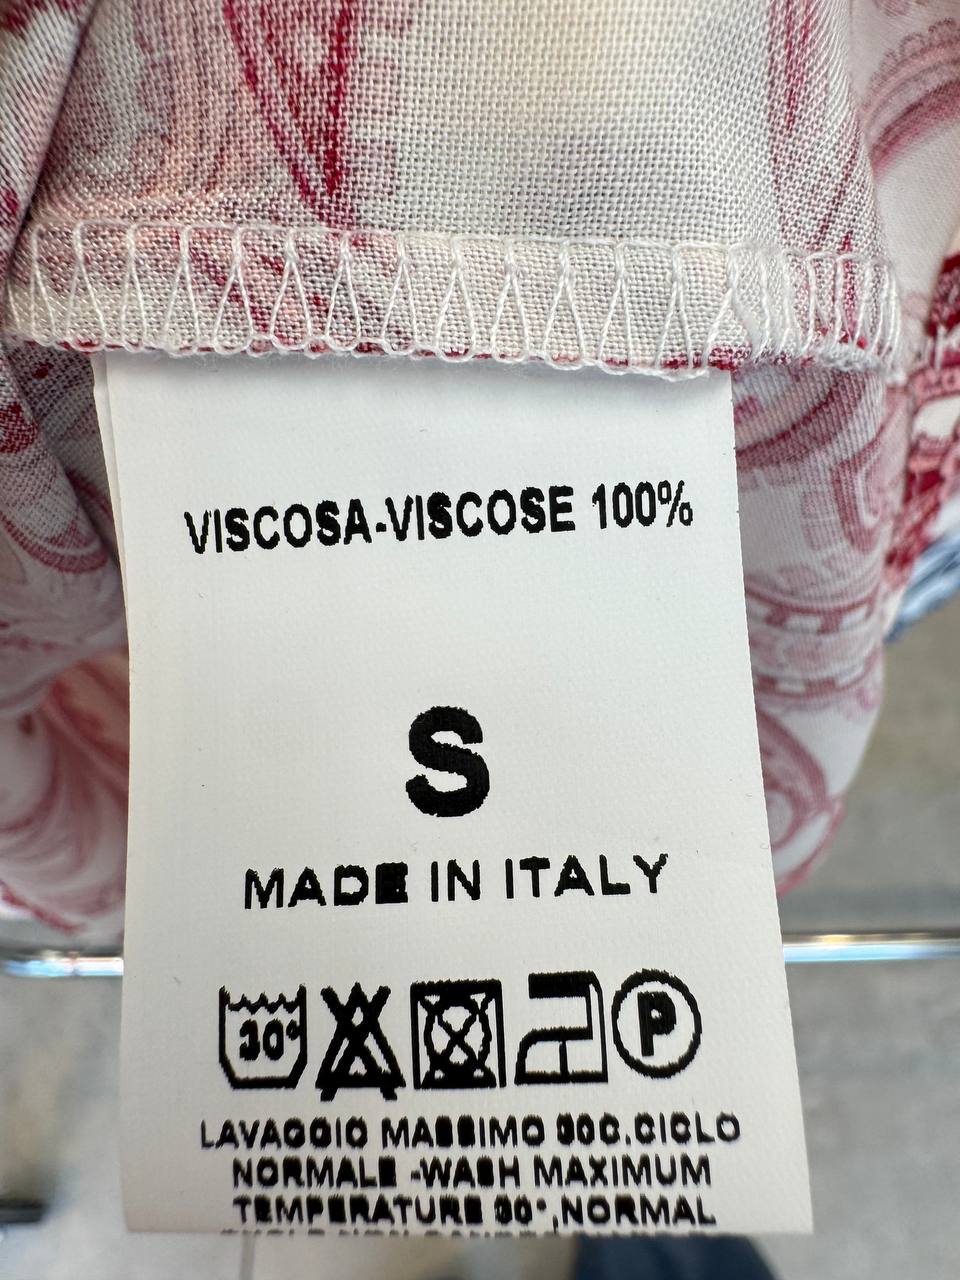 VISCOSA-VISCOSE 100%
S
MADE IN ITALY
30° P
LAVAGGIO MASSIMO 30C.CICLO
NORMALE -WASH MAXIMUM
TEMPERATURE 30°,NORMAL